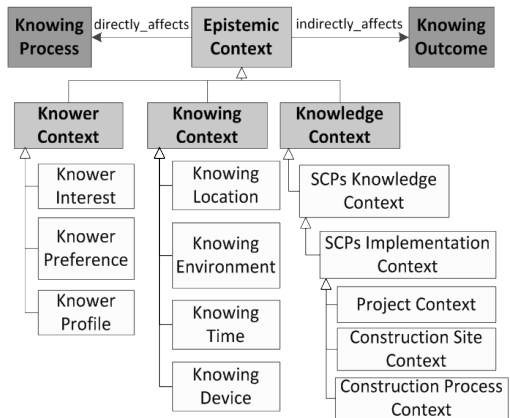 Knowing
Process
directly_affects
Epistemic
Context
indirectly_affects
Knowing
Outcome
Knower
Context
Knowing
Context
Knowledge
Context
Knower
Interest
Knower
Preference
Knower
Profile
Knowing
Location
Knowing
Environment
Knowing
Time
Knowing
Device
SCPs Knowledge
Context
SCPs Implementation
Context
Project Context
Construction Site
Context
Construction Process
Context